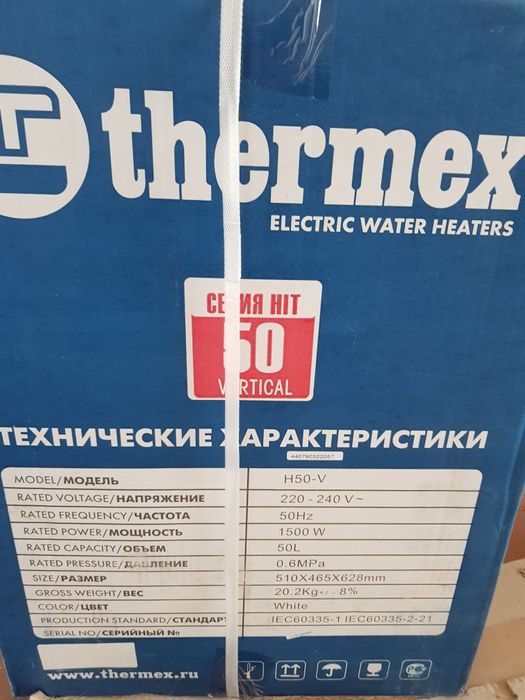 thermex
ELECTRIC WATER HEATERS
СЕРИЯ HIT
50
VERTICAL
ТЕХНИЧЕСКИЕ ХАРАКТЕРИСТИКИ
440760322057
MODEL/МОДЕЛЬ H50-V
RATED VOLTAGE/НАПРЯЖЕНИЕ 220 - 240 V~
RATED FREQUENCY/ЧАСТОТА 50Hz
RATED POWER/МОЩНОСТЬ 1500 W
RATED CAPACITY/ОБЪЕМ 50L
RATED PRESSURE/ДАВЛЕНИЕ 0.6MPa
SIZE/РАЗМЕР 510X465X628mm
GROSS WEIGHT/ВЕС 20.2Kg+/- 8%
COLOR/ЦВЕТ White
PRODUCTION STANDARD/СТАНДАРТ IEC60335-1 IEC60335-2-21
SERIAL NO/СЕРИЙНЫЙ №
www.thermex.ru